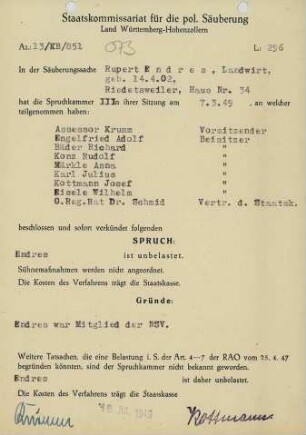 Staatskommissariat für die pol. Säuberung
Land Württemberg-Hohenzollern
Az: 13/KB/851 073 L: 296
In der Säuberungssache Rupert Endres, Landwirt,
geb. 14.4.02,
Riedetsweiler, Haus Nr. 34
hat die Spruchkammer IIIn ihrer Sitzung am 7.3.49, an welcher
teilgenommen haben:
Assessor Krumm Vorsitzender
Engelfried Adolf Beisitzer
Bäder Richard "
Konz Rudolf "
Märkle Anna "
Karl Julius "
Kottmann Josef "
Eisele Wilhelm "
O.Reg.Rat Dr. Schmid Vertr. d. Staatsk.
beschlossen und sofort verkündet folgenden
SPRUCH:
Endres ist unbelastet.
Sühnemaßnahmen werden nicht angeordnet.
Die Kosten des Verfahrens trägt die Staatskasse.
Gründe:
Endres war Mitglied der NSV.
Weitere Tatsachen, die eine Belastung i. S. der Art. 4–7 der RAO vom 25. 4. 47
begründen könnten, sind der Spruchkammer nicht bekannt geworden.
Endres ist daher unbelastet.
Die Kosten des Verfahrens trägt die Staatskasse
Krumm 1949 Kottmann